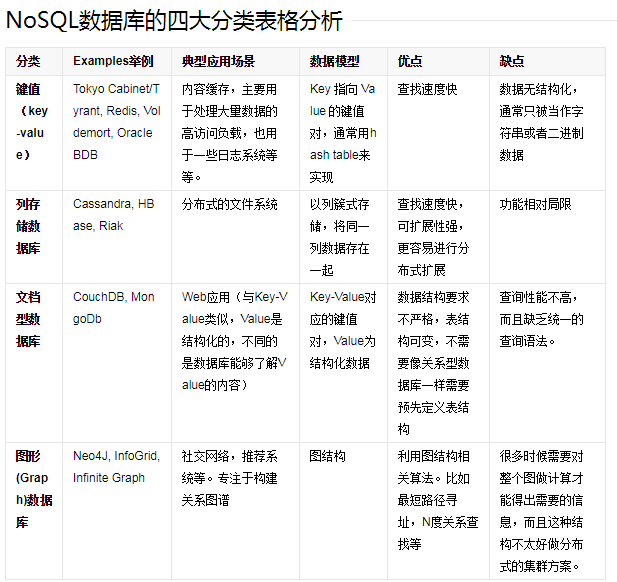 NoSQL数据库的四大分类表格分析
分类
Examples举例
典型应用场景
数据模型
优点
缺点
键值
（key
-valu
e）
Tokyo Cabinet/T
yrant, Redis, Vol
demort, Oracle
BDB
内容缓存，主要用
于处理大量数据的
高访问负载，也用
于一些日志系统等
等。
Key 指向 Va
lue 的键值
对，通常用h
ash table来
实现
查找速度快
数据无结构化，
通常只被当作字
符串或者二进制
数据
列存
储数
据库
Cassandra, HB
ase, Riak
分布式的文件系统
以列簇式存
储，将同一
列数据存在
一起
查找速度快，
可扩展性强，
更容易进行分
布式扩展
功能相对局限
文档
型数
据库
CouchDB, Mon
goDb
Web应用（与Key-V
alue类似，Value是
结构化的，不同的
是数据库能够了解V
alue的内容）
Key-Value对
应的键值
对，Value为
结构化数据
数据结构要求
不严格，表结
构可变，不需
要像关系型数
据库一样需要
预先定义表结
构
查询性能不高，
而且缺乏统一的
查询语法。
图形
(Grap
h)数据
库
Neo4J, InfoGrid,
Infinite Graph
社交网络，推荐系
统等。专注于构建
关系图谱
图结构
利用图结构相
关算法。比如
最短路径寻
址，N度关系查
找等
很多时候需要对
整个图做计算才
能得出需要的信
息，而且这种结
构不太好做分布
式的集群方案。